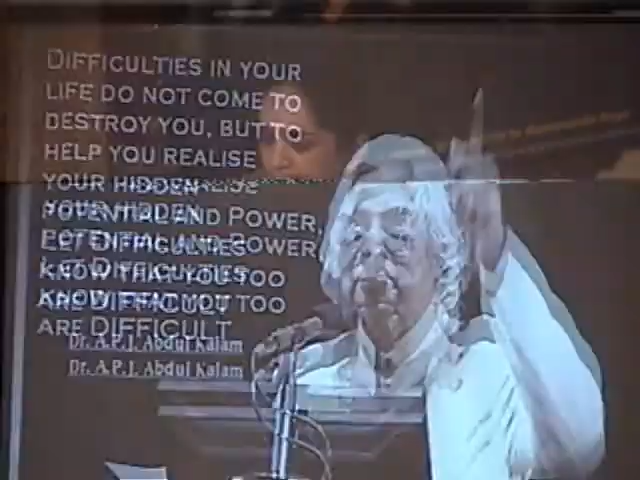 DIFFICULTIES IN YOUR
LIFE DO NOT COME TO
DESTROY YOU, BUT TO
HELP YOU REALISE
YOUR HIDDEN
POTENTIAL AND POWER,
LET DIFFICULTIES
KNOW THAT YOU TOO
ARE DIFFICULT
Dr. A.P.J. Abdul Kalam
Dr. A.P.J. Abdul Kalam